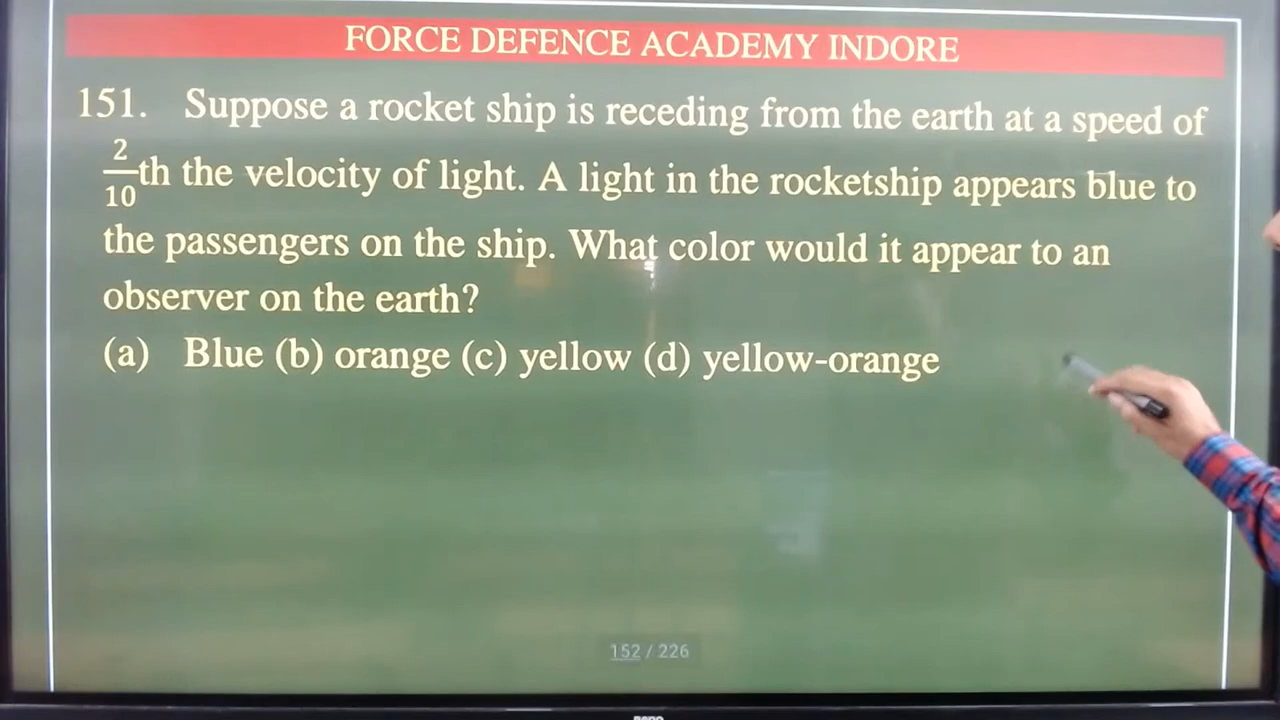 FORCE DEFENCE ACADEMY INDORE
151. Suppose a rocket ship is receding from the earth at a speed of
2/10 th the velocity of light. A light in the rocketship appears blue to
the passengers on the ship. What color would it appear to an
observer on the earth?
(a) Blue (b) orange (c) yellow (d) yellow-orange
152 / 226